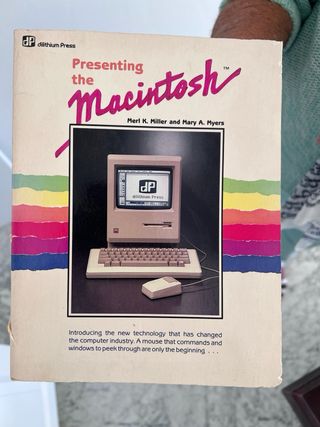 dP dilithium Press
Presenting
the
Macintosh™
Merl K. Miller and Mary A. Myers
dP
dilithium Press
Introducing the new technology that has changed
the computer industry. A mouse that commands and
windows to peek through are only the beginning . . .